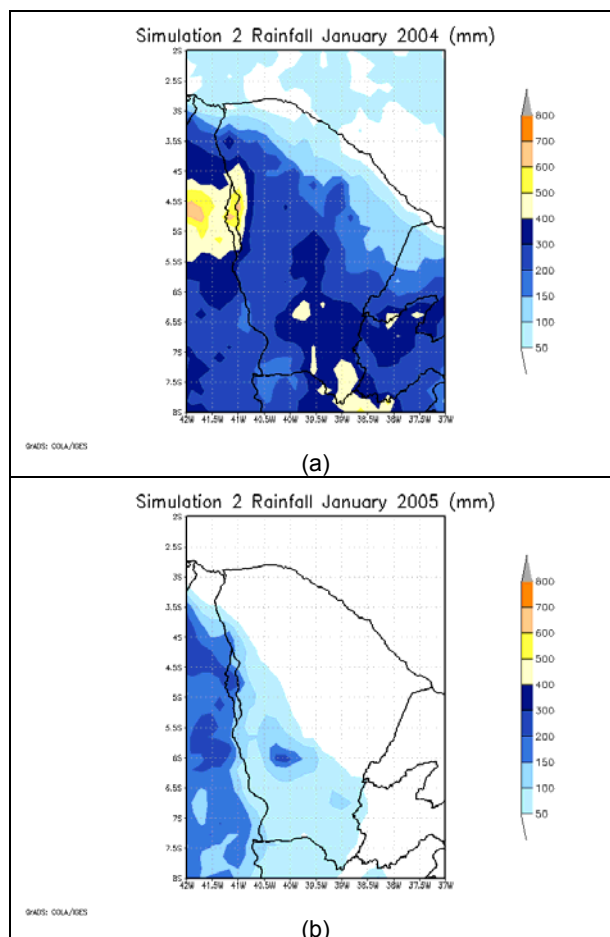 Simulation 2 Rainfall January 2004 (mm)
2S
3S
3.5S
4S
4.5S
5S
5.5S
6S
6.5S
7S
7.5S
8S
42W 41.5W 41W 40.5W 40W 39.5W 39W 38.5W 38W 37.5W 37W
800
700
600
500
400
300
200
150
100
50
GrADS: COLA/IGES
(a)
Simulation 2 Rainfall January 2005 (mm)
2S
2.5S
3S
3.5S
4S
4.5S
5S
5.5S
6S
6.5S
7S
7.5S
8S
42W 41.5W 41W 40.5W 40W 39.5W 39W 38.5W 38W 37.5W 37W
800
700
600
500
400
300
200
150
100
50
GrADS: COLA/IGES
(b)